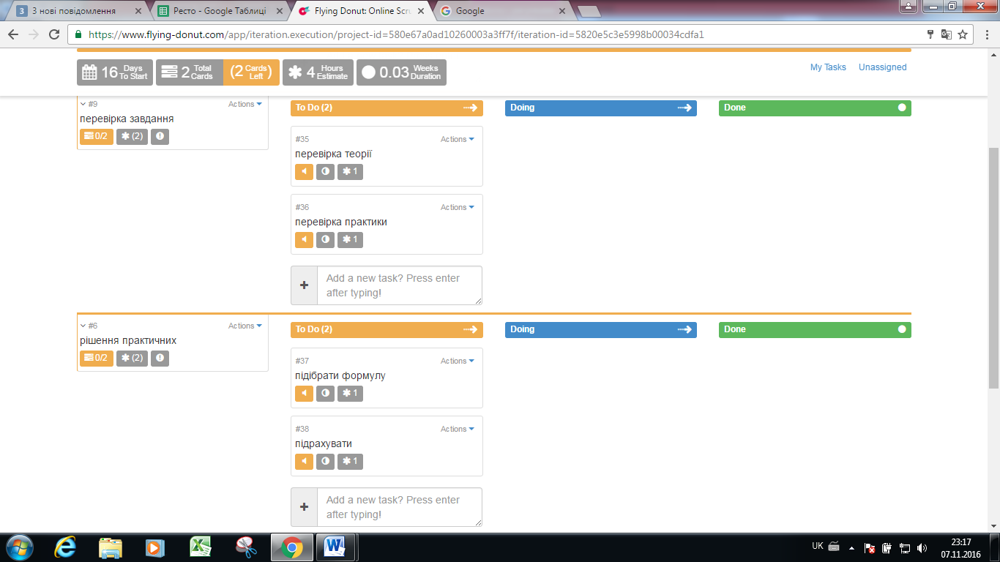 3 нові повідомлення
Ресто - Google Таблиці
Flying Donut: Online Scru
Google
https://www.flying-donut.com/app/iteration.execution/project-id=580e67a0ad10260003a3ff7f/iteration-id=5820e5c3e5998b00034cdfa1
16 Days To Start
2 Total Cards
(2 Cards Left )
4 Hours Estimate
0.03 Weeks Duration
My Tasks Unassigned
#9 Actions
перевірка завдання
0/2 (2)
To Do (2)
Doing
Done
#35 Actions
перевірка теорії
1
#36 Actions
перевірка практики
1
Add a new task? Press enter
after typing!
#6 Actions
рішення практичних
0/2 (2)
To Do (2)
Doing
Done
#37 Actions
підібрати формулу
1
#38 Actions
підрахувати
1
Add a new task? Press enter
after typing!
UK
23:17
07.11.2016